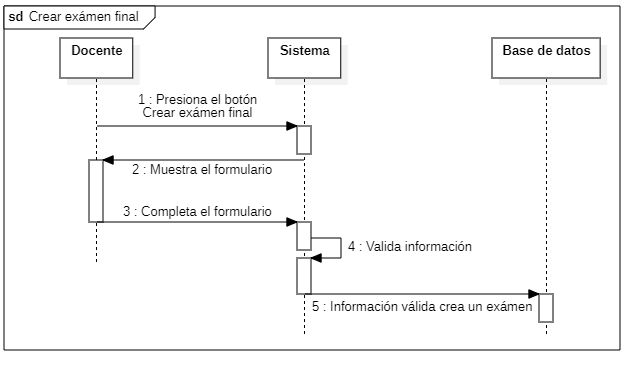 sd Crear exámen final
Docente
Sistema
Base de datos
1 : Presiona el botón
Crear exámen final
2 : Muestra el formulario
3 : Completa el formulario
4 : Valida información
5 : Información válida crea un exámen